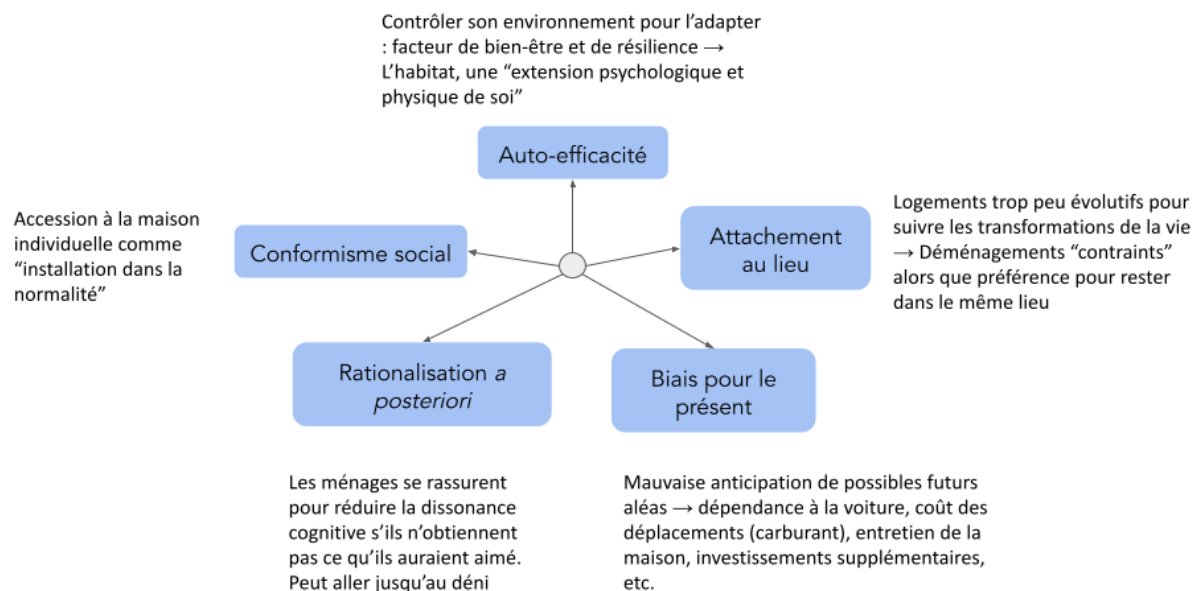 Contrôler son environnement pour l’adapter
: facteur de bien-être et de résilience →
L’habitat, une “extension psychologique et
physique de soi”
Auto-efficacité
Accession à la maison
individuelle comme
“installation dans la
normalité”
Conformisme social
Attachement
au lieu
Logements trop peu évolutifs pour
suivre les transformations de la vie
→ Déménagements “contraints”
alors que préférence pour rester
dans le même lieu
Rationalisation a
posteriori
Biais pour le
présent
Les ménages se rassurent
pour réduire la dissonance
cognitive s’ils n’obtiennent
pas ce qu’ils auraient aimé.
Peut aller jusqu’au déni
Mauvaise anticipation de possibles futurs
aléas → dépendance à la voiture, coût des
déplacements (carburant), entretien de la
maison, investissements supplémentaires,
etc.